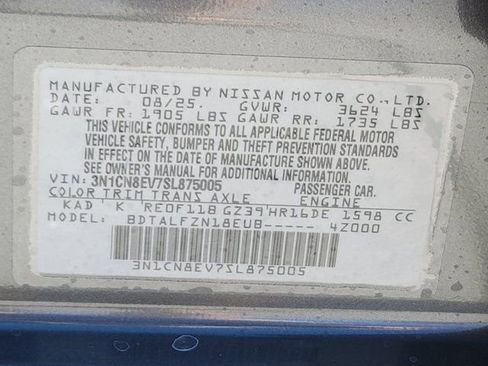 MANUFACTURED BY NISSAN MOTOR CO., LTD.
DATE: 08/25. GVWR: 3624 LBS
GAWR FR: 1905 LBS GAWR RR: 1735 LBS
THIS VEHICLE CONFORMS TO ALL APPLICABLE FEDERAL MOTOR
VEHICLE SAFETY, BUMPER AND THEFT PREVENTION STANDARDS
IN EFFECT ON THE DATE OF MANUFACTURE SHOWN ABOVE.
SEE OWNER'S MANUAL FOR ADDITIONAL INFORMATION
VIN: 3N1CN8EV7SL875005 PASSENGER CAR.
COLOR TRIM TRANS AXLE ENGINE
KAD K RE0F11B GZ39 HR16DE 1598 CC
MODEL: BDTALFZN18EUB----- 4Z000
3N1CN8EV7SL875005